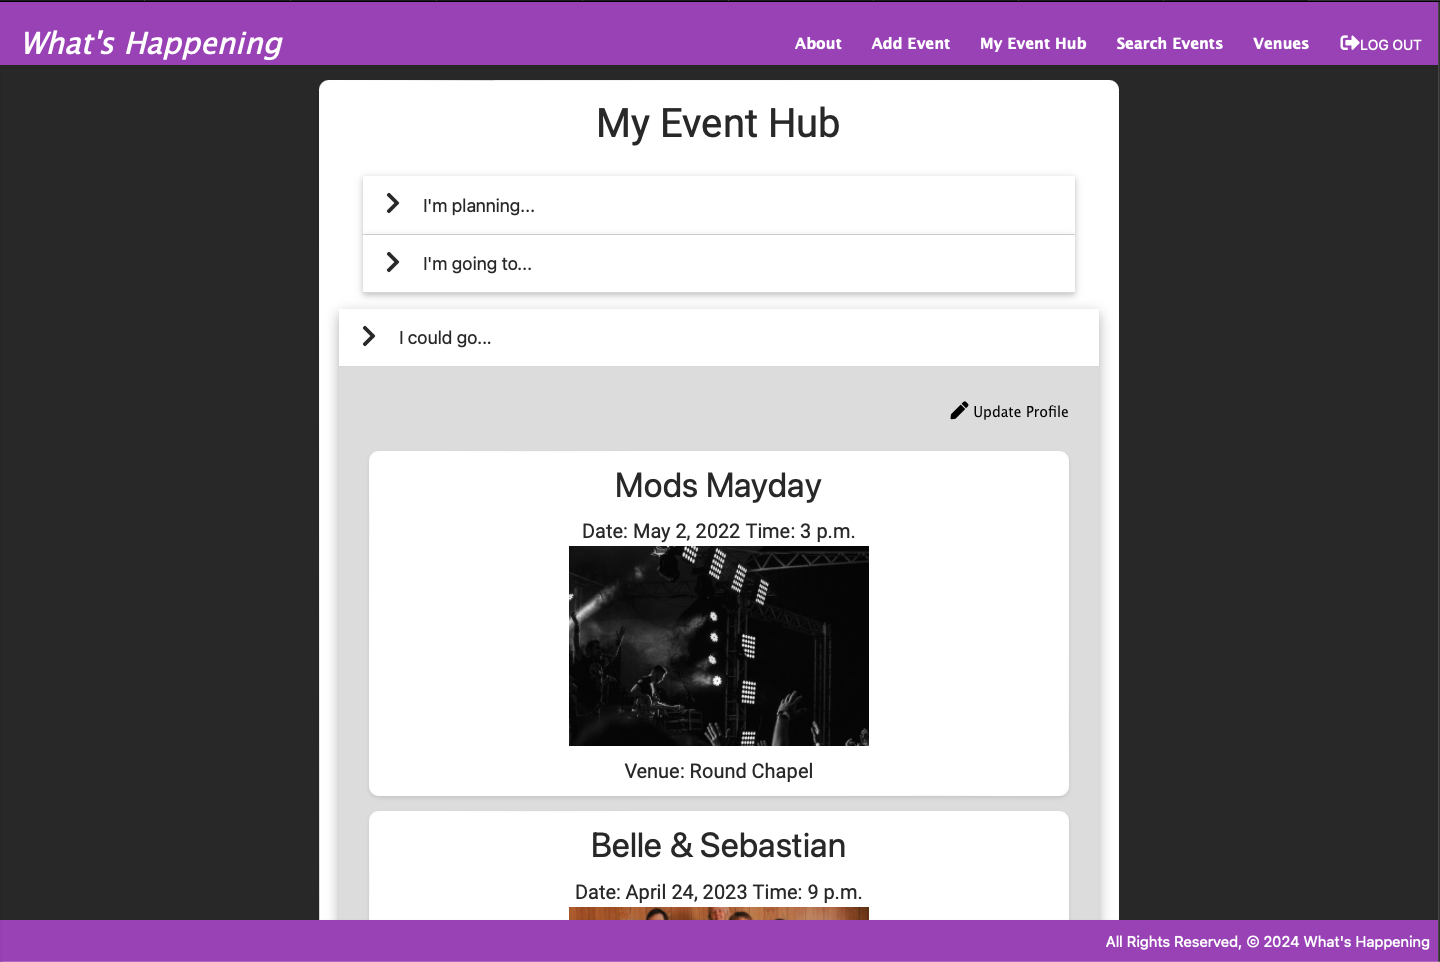 What's Happening
About Add Event My Event Hub Search Events Venues LOG OUT
My Event Hub
I'm planning...
I'm going to...
I could go...
Update Profile
Mods Mayday
Date: May 2, 2022 Time: 3 p.m.
Venue: Round Chapel
Belle & Sebastian
Date: April 24, 2023 Time: 9 p.m.
All Rights Reserved, © 2024 What's Happening